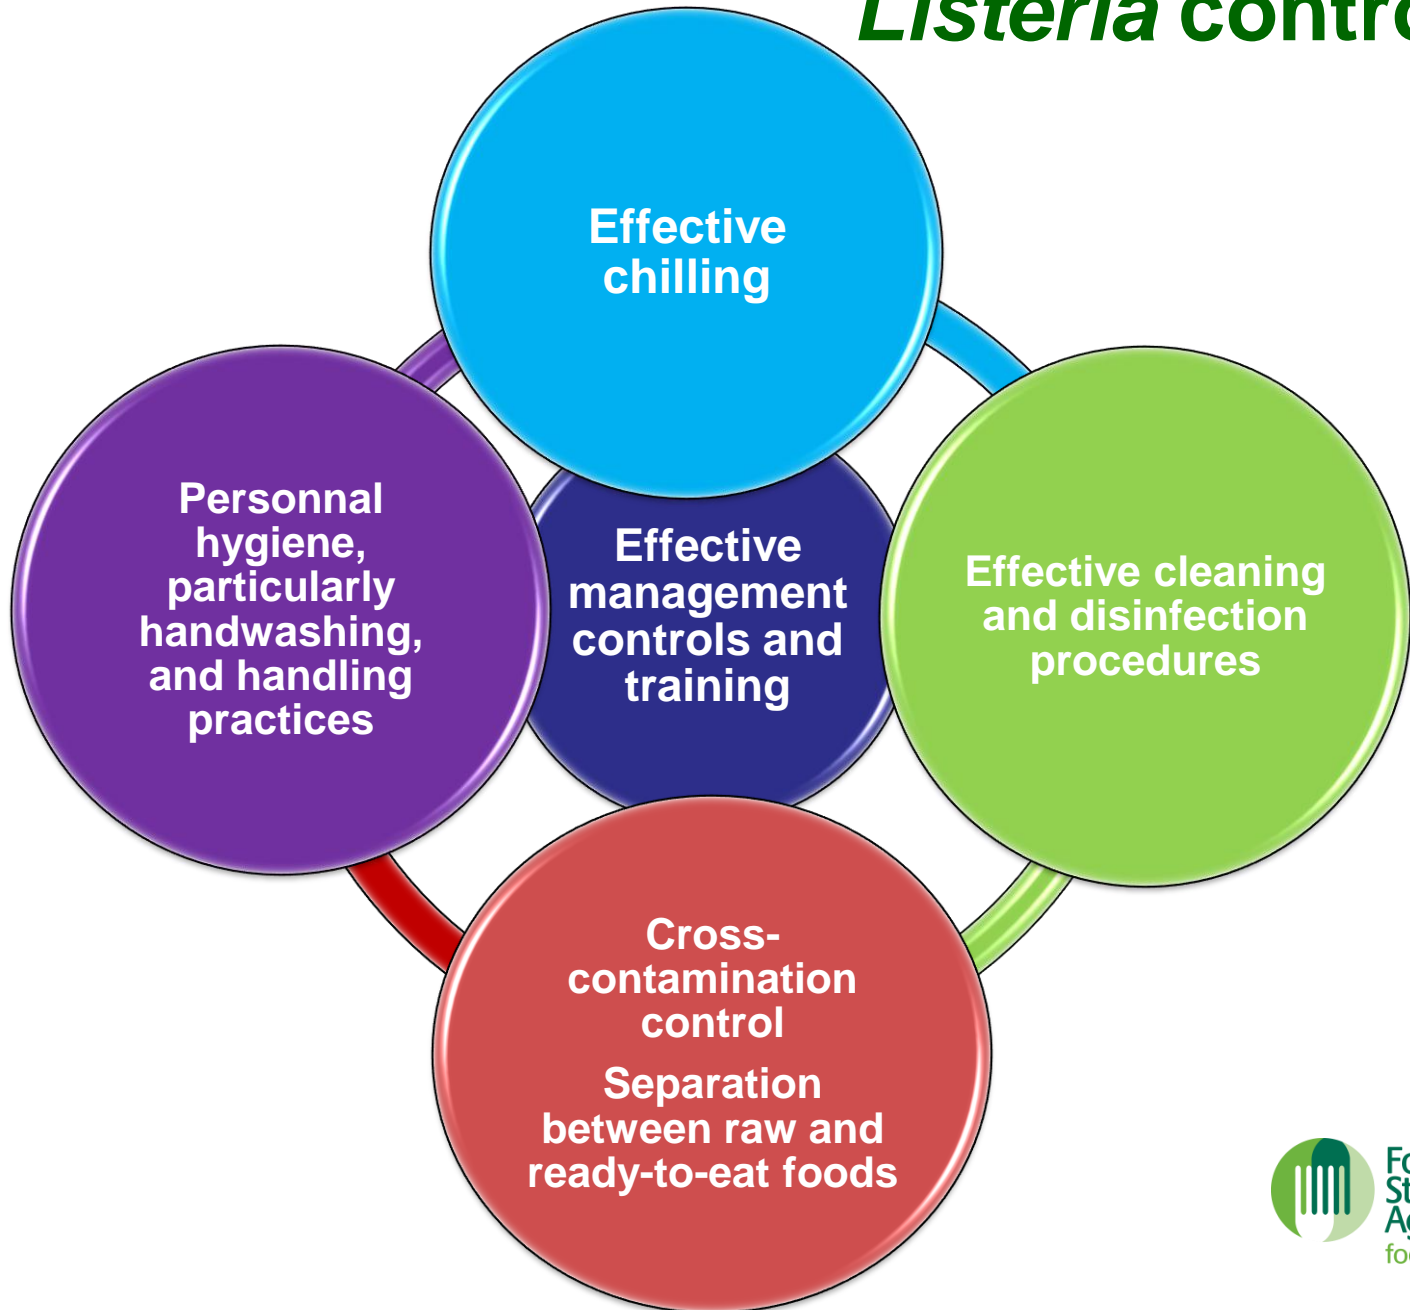 Listeria contro
Effective
chilling
Personnal
hygiene,
particularly
handwashing,
and handling
practices
Effective
management
controls and
training
Effective cleaning
and disinfection
procedures
Cross-
contamination
control
Separation
between raw and
ready-to-eat foods